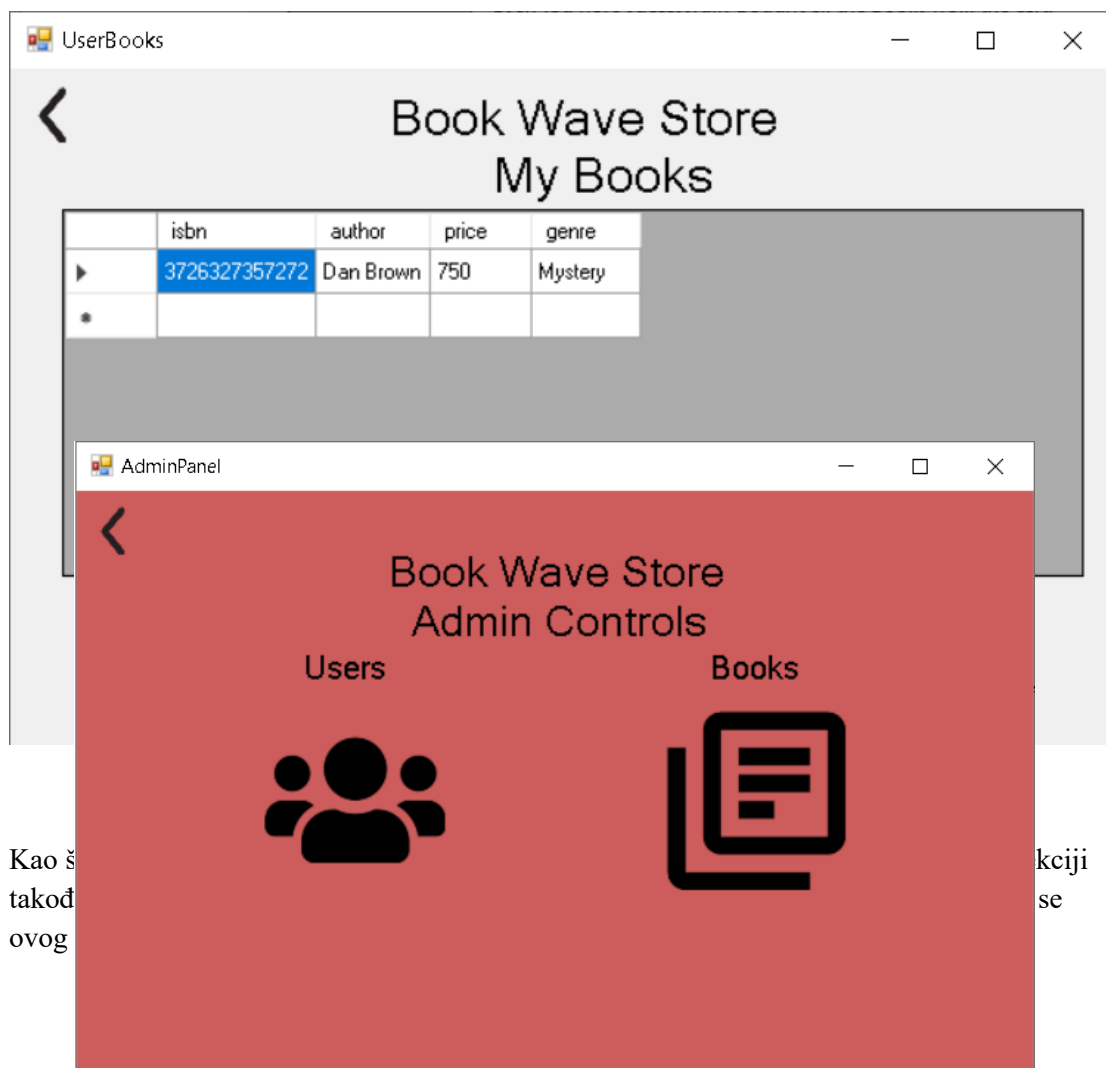 UserBooks
Book Wave Store
My Books
isbn author price genre
3726327357272 Dan Brown 750 Mystery
AdminPanel
Book Wave Store
Admin Controls
Users Books
Kao kciji
takođ se
ovog